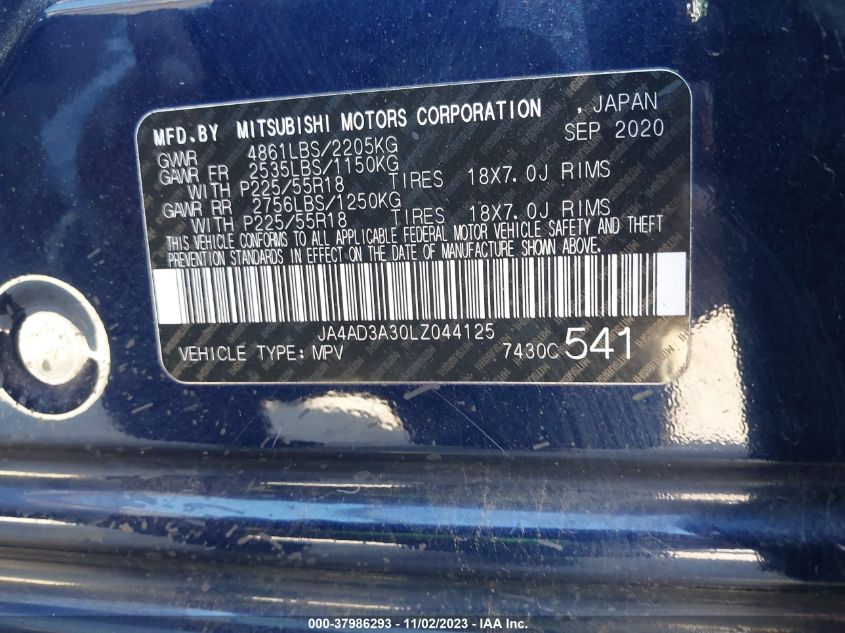 MFD.BY MITSUBISHI MOTORS CORPORATION , JAPAN
GVWR 4861LBS/2205KG SEP 2020
GAWR FR 2535LBS/1150KG
WITH P225/55R18 TIRES 18X7.0J RIMS
GAWR RR 2756LBS/1250KG
WITH P225/55R18 TIRES 18X7.0J RIMS
THIS VEHICLE CONFORMS TO ALL APPLICABLE FEDERAL MOTOR VEHICLE SAFETY AND THEFT
PREVENTION STANDARDS IN EFFECT ON THE DATE OF MANUFACTURE SHOWN ABOVE.
JA4AD3A30LZ044125
VEHICLE TYPE: MPV 7430C 541
000-37986293 - 11/02/2023 - IAA Inc.